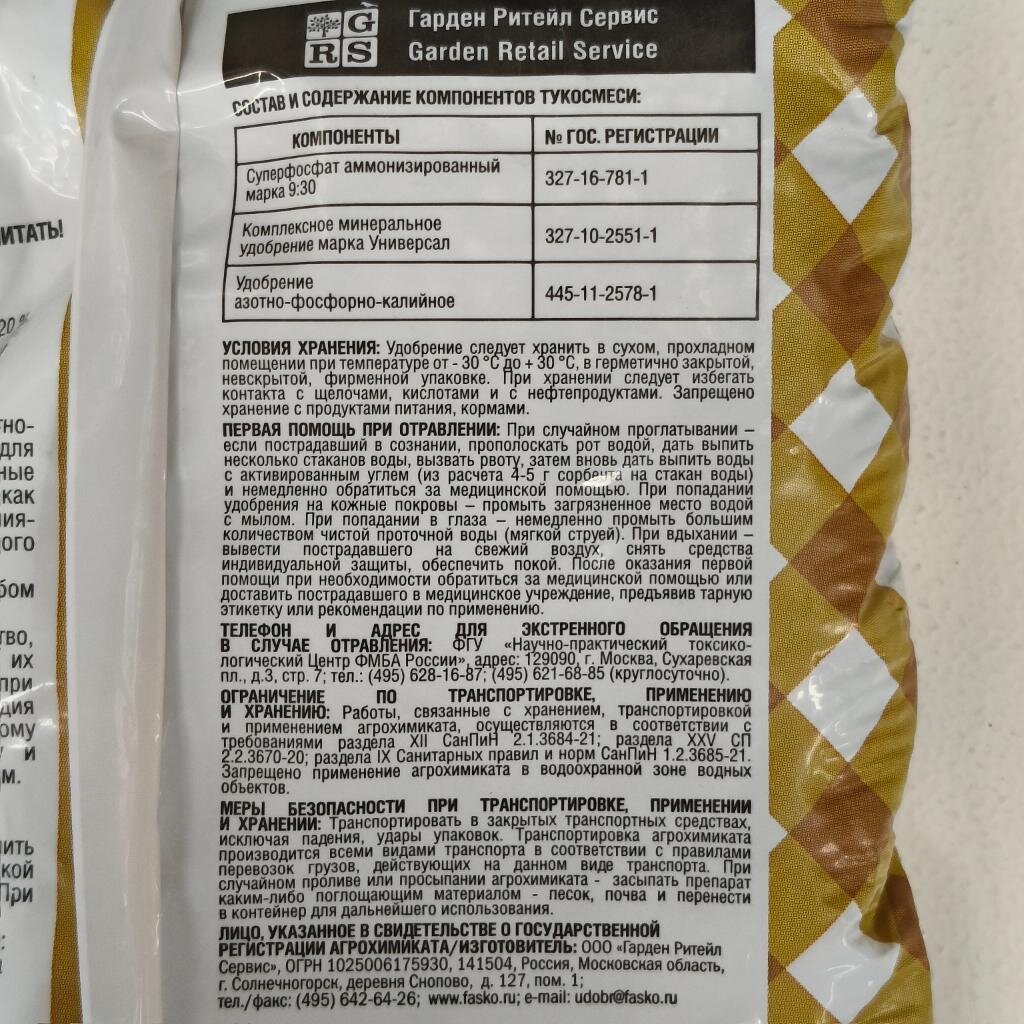 G
RS
Гарден Ритейл Сервис
Garden Retail Service
СОСТАВ И СОДЕРЖАНИЕ КОМПОНЕНТОВ ТУКОСМЕСИ:
КОМПОНЕНТЫ
№ ГОС. РЕГИСТРАЦИИ
Суперфосфат аммонизированный
марка 9:30
327-16-781-1
Комплексное минеральное
удобрение марка Универсал
327-10-2551-1
Удобрение
азотно-фосфорно-калийное
445-11-2578-1
УСЛОВИЯ ХРАНЕНИЯ: Удобрение следует хранить в сухом, прохладном
помещении при температуре от - 30 °C до + 30 °C, в герметично закрытой,
невскрытой, фирменной упаковке. При хранении следует избегать
контакта с щелочами, кислотами и с нефтепродуктами. Запрещено
хранение с продуктами питания, кормами.
ПЕРВАЯ ПОМОЩЬ ПРИ ОТРАВЛЕНИИ: При случайном проглатывании –
если пострадавший в сознании, прополоскать рот водой, дать выпить
несколько стаканов воды, вызвать рвоту, затем вновь дать выпить воды
с активированным углем (из расчета 4-5 г сорбента на стакан воды)
и немедленно обратиться за медицинской помощью. При попадании
удобрения на кожные покровы – промыть загрязненное место водой
с мылом. При попадании в глаза – немедленно промыть большим
количеством чистой проточной воды (мягкой струей). При вдыхании –
вывести пострадавшего на свежий воздух, снять средства
индивидуальной защиты, обеспечить покой. После оказания первой
помощи при необходимости обратиться за медицинской помощью или
доставить пострадавшего в медицинское учреждение, предъявив тарную
этикетку или рекомендации по применению.
ТЕЛЕФОН И АДРЕС ДЛЯ ЭКСТРЕННОГО ОБРАЩЕНИЯ
В СЛУЧАЕ ОТРАВЛЕНИЯ: ФГУ «Научно-практический токсико-
логический Центр ФМБА России», адрес: 129090, г. Москва, Сухаревская
пл., д.3, стр. 7; тел.: (495) 628-16-87; (495) 621-68-85 (круглосуточно).
ОГРАНИЧЕНИЕ ПО ТРАНСПОРТИРОВКЕ, ПРИМЕНЕНИЮ
И ХРАНЕНИЮ: Работы, связанные с хранением, транспортировкой
и применением агрохимиката, осуществляются в соответствии с
требованиями раздела XII СанПиН 2.1.3684-21; раздела XXV СП
2.2.3670-20; раздела IX Санитарных правил и норм СанПиН 1.2.3685-21.
Запрещено применение агрохимиката в водоохранной зоне водных
объектов.
МЕРЫ БЕЗОПАСНОСТИ ПРИ ТРАНСПОРТИРОВКЕ, ПРИМЕНЕНИИ
И ХРАНЕНИИ: Транспортировать в закрытых транспортных средствах,
исключая падения, удары упаковок. Транспортировка агрохимиката
производится всеми видами транспорта в соответствии с правилами
перевозок грузов, действующих на данном виде транспорта. При
случайном проливе или просыпании агрохимиката - засыпать препарат
каким-либо поглощающим материалом - песок, почва и перенести
в контейнер для дальнейшего использования.
ЛИЦО, УКАЗАННОЕ В СВИДЕТЕЛЬСТВЕ О ГОСУДАРСТВЕННОЙ
РЕГИСТРАЦИИ АГРОХИМИКАТА/ИЗГОТОВИТЕЛЬ: ООО «Гарден Ритейл
Сервис», ОГРН 1025006175930, 141504, Россия, Московская область,
г. Солнечногорск, деревня Снопово, д. 127, пом. 1;
тел./факс: (495) 642-64-26; www.fasko.ru; e-mail: udobr@fasko.ru